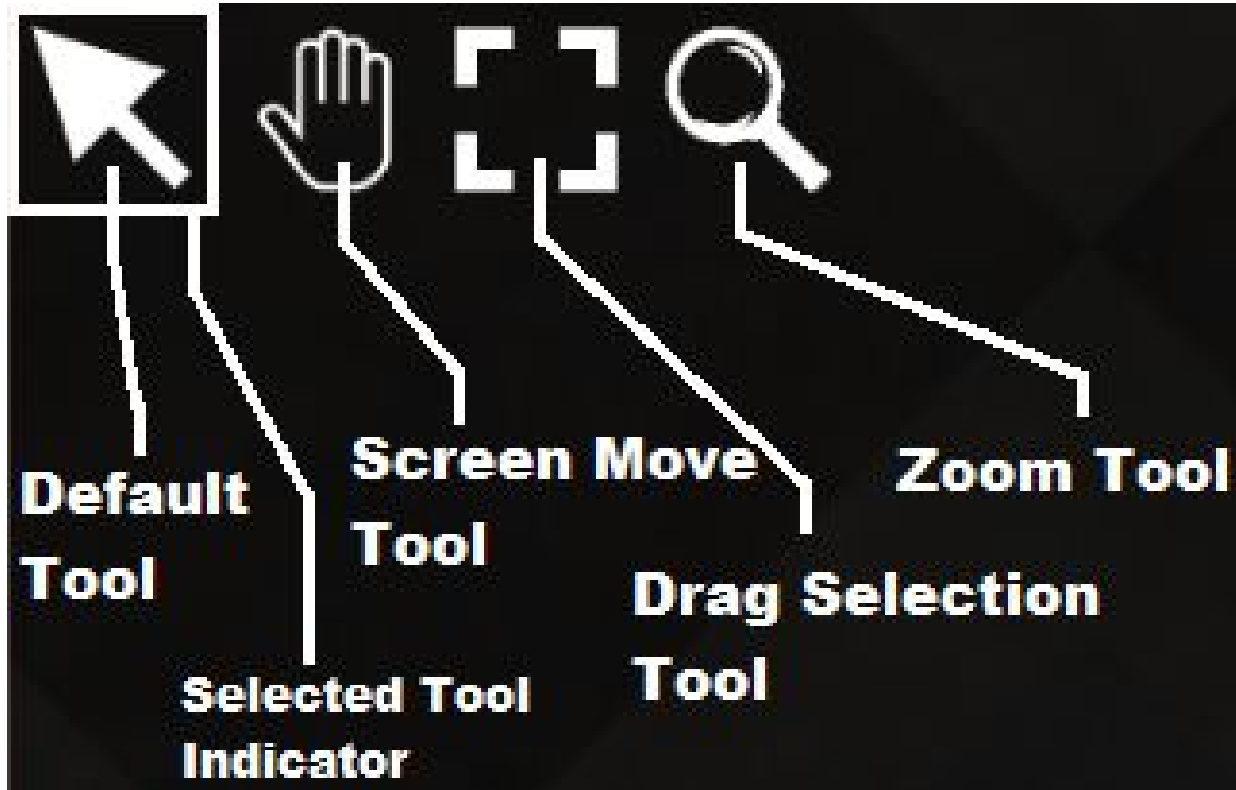 Default
Tool
Selected Tool
Indicator
Screen Move
Tool
Drag Selection
Tool
Zoom Tool